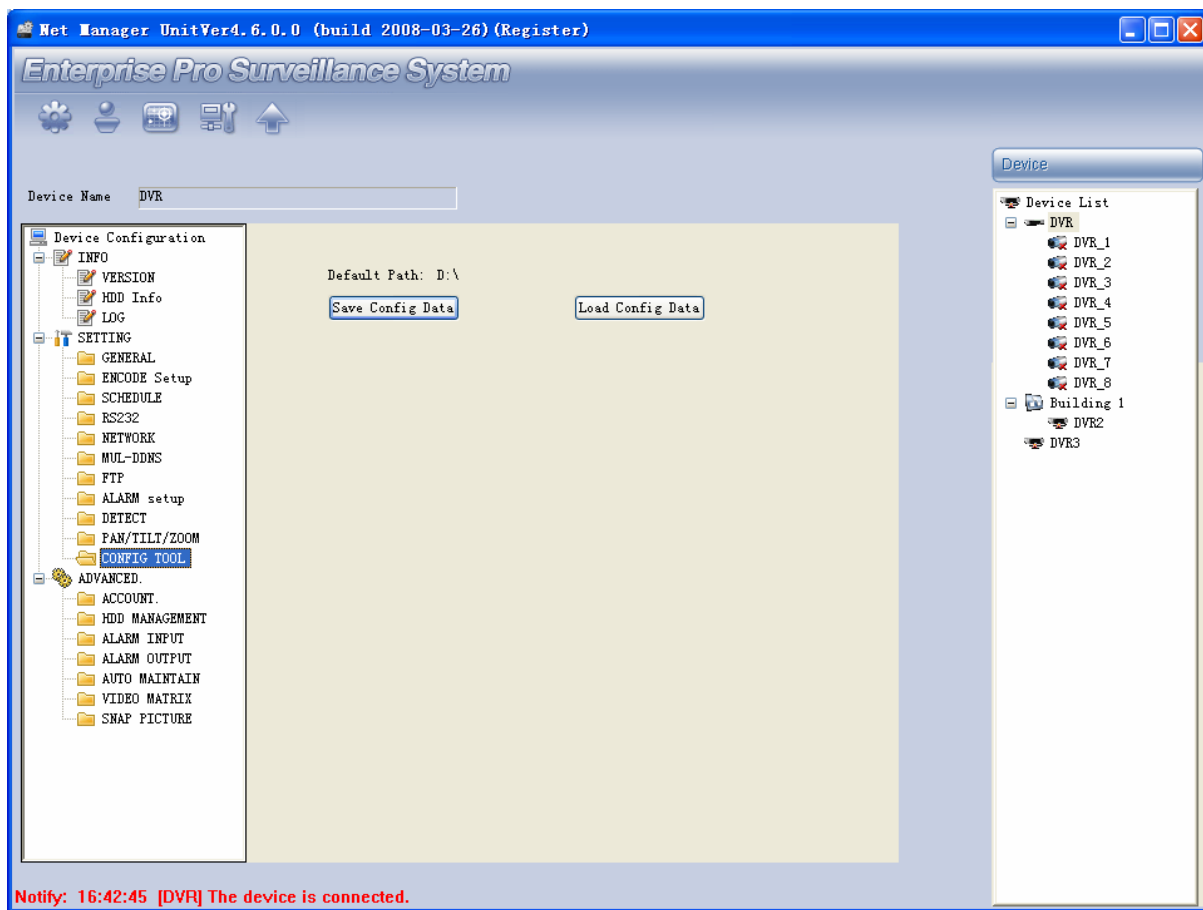 Net Manager UnitVer4.6.0.0 (build 2008-03-26)(Register)
Enterprise Pro Surveillance System
Device Name DVR
Device Configuration
INFO
VERSION
HDD Info
LOG
SETTING
GENERAL
ENCODE Setup
SCHEDULE
RS232
NETWORK
MUL-DDNS
FTP
ALARM setup
DETECT
PAN/TILT/ZOOM
CONFIG TOOL
ADVANCED.
ACCOUNT.
HDD MANAGEMENT
ALARM INPUT
ALARM OUTPUT
AUTO MAINTAIN
VIDEO MATRIX
SNAP PICTURE
Default Path: D:\
Save Config Data
Load Config Data
Device
Device List
DVR
DVR_1
DVR_2
DVR_3
DVR_4
DVR_5
DVR_6
DVR_7
DVR_8
Building 1
DVR2
DVR3
Notify: 16:42:45 [DVR] The device is connected.